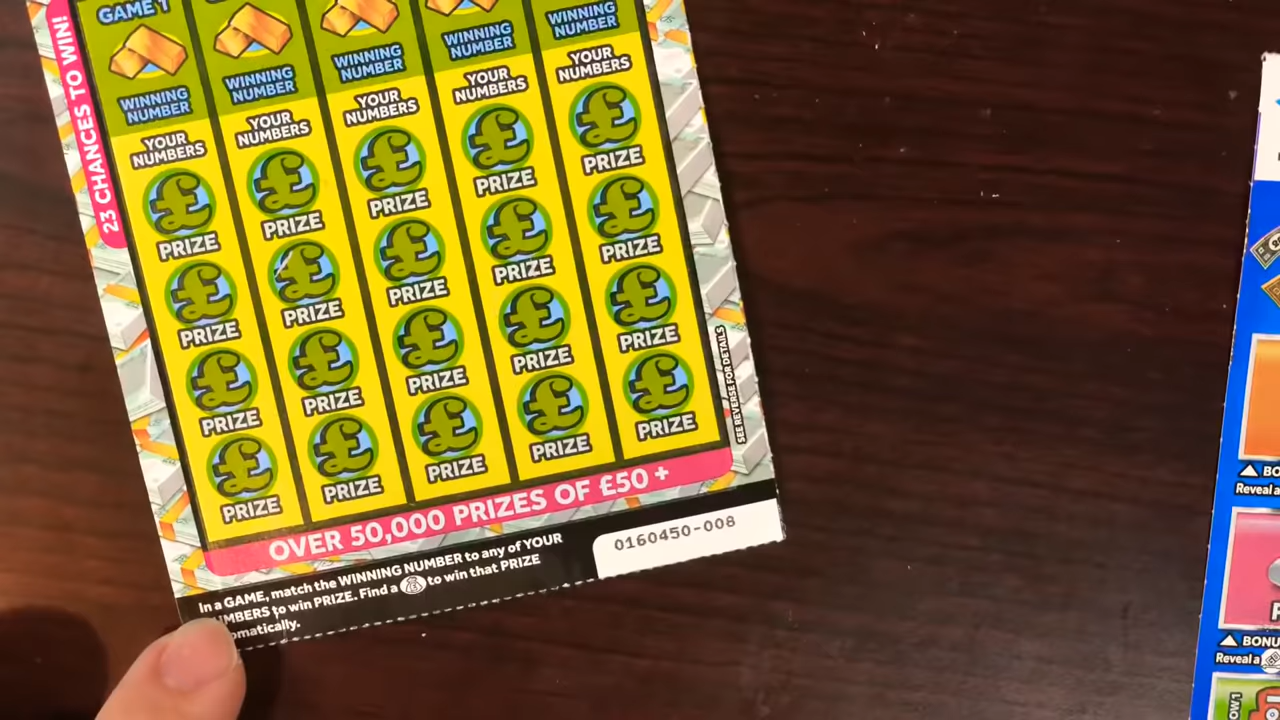 GAME 1
23 CHANCES TO WIN!
WINNING NUMBER
WINNING NUMBER
WINNING NUMBER
WINNING NUMBER
WINNING NUMBER
YOUR NUMBERS
YOUR NUMBERS
YOUR NUMBERS
YOUR NUMBERS
YOUR NUMBERS
£ £ £ £ £
PRIZE PRIZE PRIZE PRIZE PRIZE
£ £ £ £ £
PRIZE PRIZE PRIZE PRIZE PRIZE
£ £ £ £ £
PRIZE PRIZE PRIZE PRIZE PRIZE
£ £ £ £ £
PRIZE PRIZE PRIZE PRIZE PRIZE
SEE REVERSE FOR DETAILS
OVER 50,000 PRIZES OF £50 +
0160450-008
In a GAME, match the WINNING NUMBER to any of YOUR
UMBERS to win PRIZE. Find a to win that PRIZE
omatically.
Reveal a
BONU
Reveal a